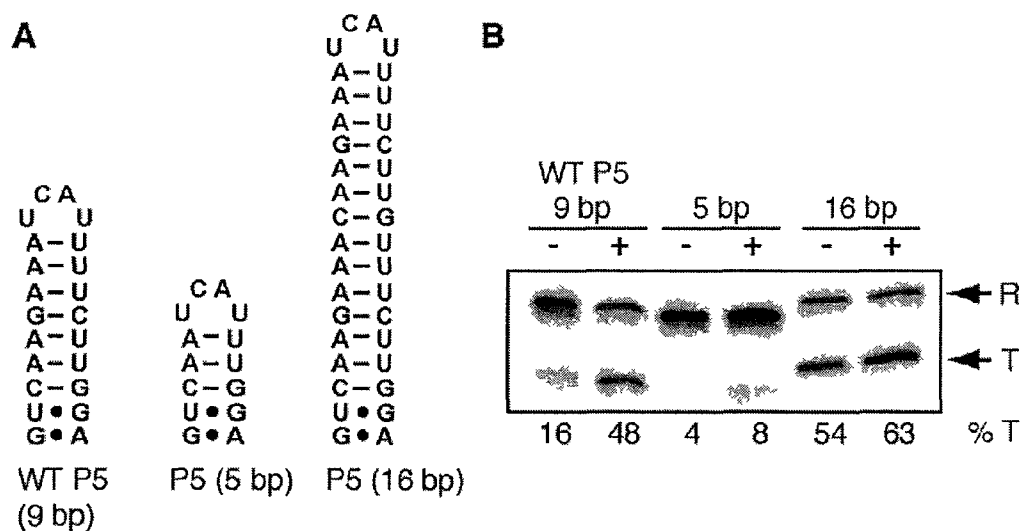 A
C A
U U
A–U
A–U
A–U
G–C
A–U
A–U
C–G
U•G
G•A
WT P5
(9 bp)
C A
U U
A–U
A–U
C–G
U•G
G•A
P5 (5 bp)
C A
U U
A–U
A–U
A–U
G–C
A–U
A–U
C–G
A–U
A–U
A–U
G–C
A–U
A–U
C–G
U•G
G•A
P5 (16 bp)
B
WT P5
9 bp 5 bp 16 bp
- + - + - +
R
T
16 48 4 8 54 63 % T